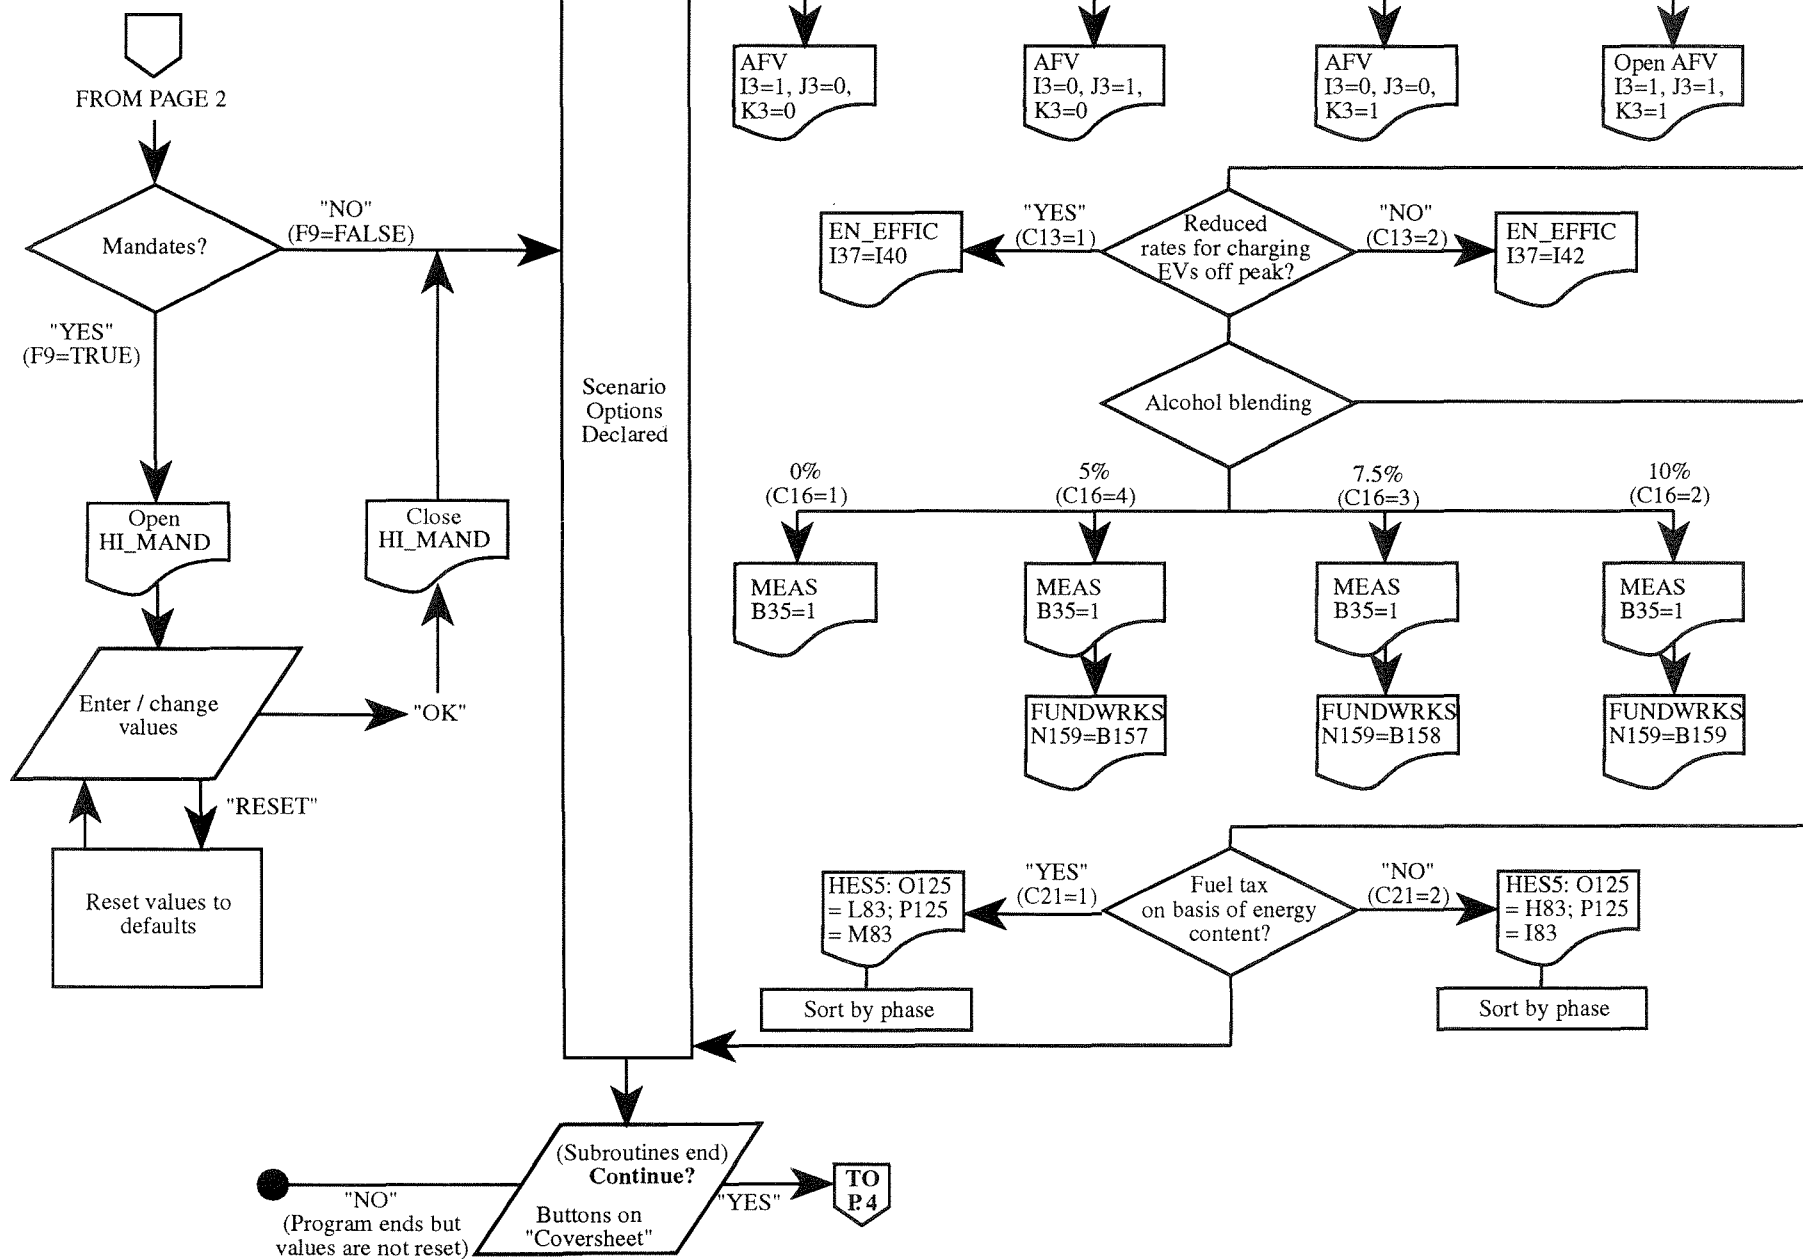 FROM PAGE 2
Mandates?
"NO"
(F9=FALSE)
"YES"
(F9=TRUE)
Open
HI_MAND
Close
HI_MAND
Enter / change
values
"OK"
"RESET"
Reset values to
defaults
Scenario
Options
Declared
AFV
I3=1, J3=0,
K3=0
AFV
I3=0, J3=1,
K3=0
AFV
I3=0, J3=0,
K3=1
Open AFV
I3=1, J3=1,
K3=1
EN_EFFIC
I37=I40
"YES"
(C13=1)
Reduced
rates for charging
EVs off peak?
"NO"
(C13=2)
EN_EFFIC
I37=I42
Alcohol blending
0%
(C16=1)
5%
(C16=4)
7.5%
(C16=3)
10%
(C16=2)
MEAS
B35=1
MEAS
B35=1
MEAS
B35=1
MEAS
B35=1
FUNDWRKS
N159=B157
FUNDWRKS
N159=B158
FUNDWRKS
N159=B159
HES5: O125
= L83; P125
= M83
"YES"
(C21=1)
Fuel tax
on basis of energy
content?
"NO"
(C21=2)
HES5: O125
= H83; P125
= I83
Sort by phase
Sort by phase
(Subroutines end)
Continue?
Buttons on
"Coversheet"
"NO"
(Program ends but
values are not reset)
"YES"
TO
P.4